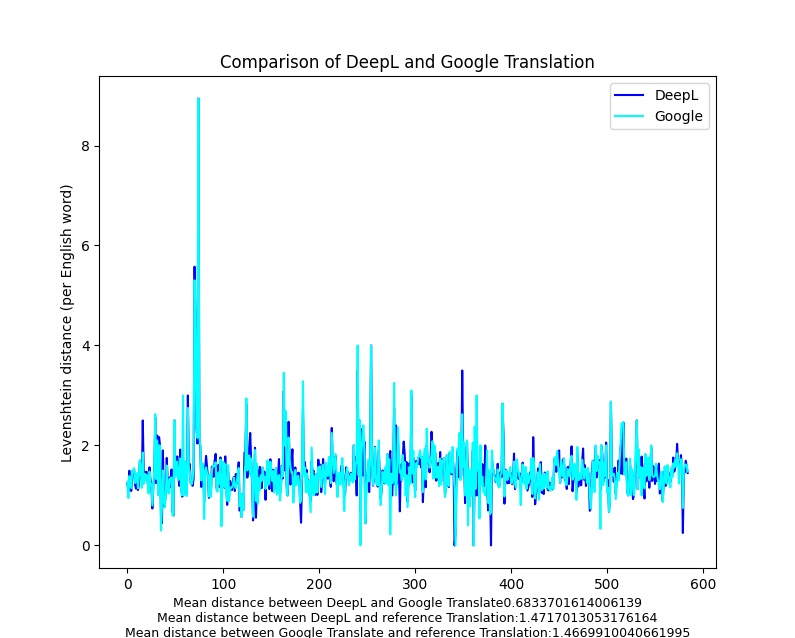 Comparison of DeepL and Google Translation
DeepL
Google
Levenshtein distance (per English word)
8
6
4
2
0
0 100 200 300 400 500 600
Mean distance between DeepL and Google Translate0.6833701614006139
Mean distance between DeepL and reference Translation:1.4717013053176164
Mean distance between Google Translate and reference Translation:1.4669910040661995